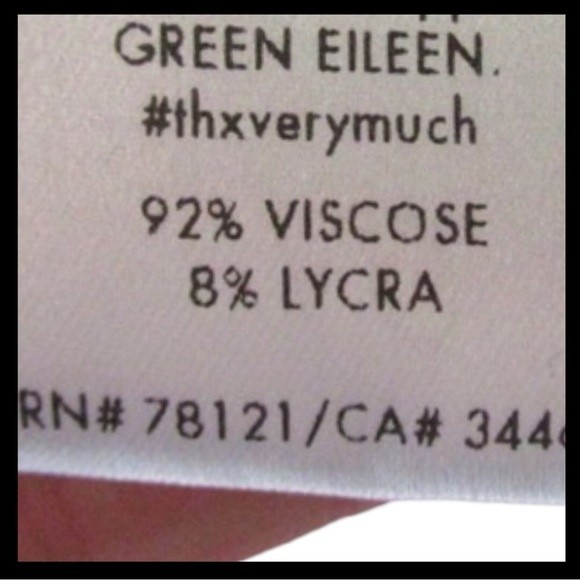 GREEN EILEEN.
#thxverymuch
92% VISCOSE
8% LYCRA
RN# 78121/CA# 344